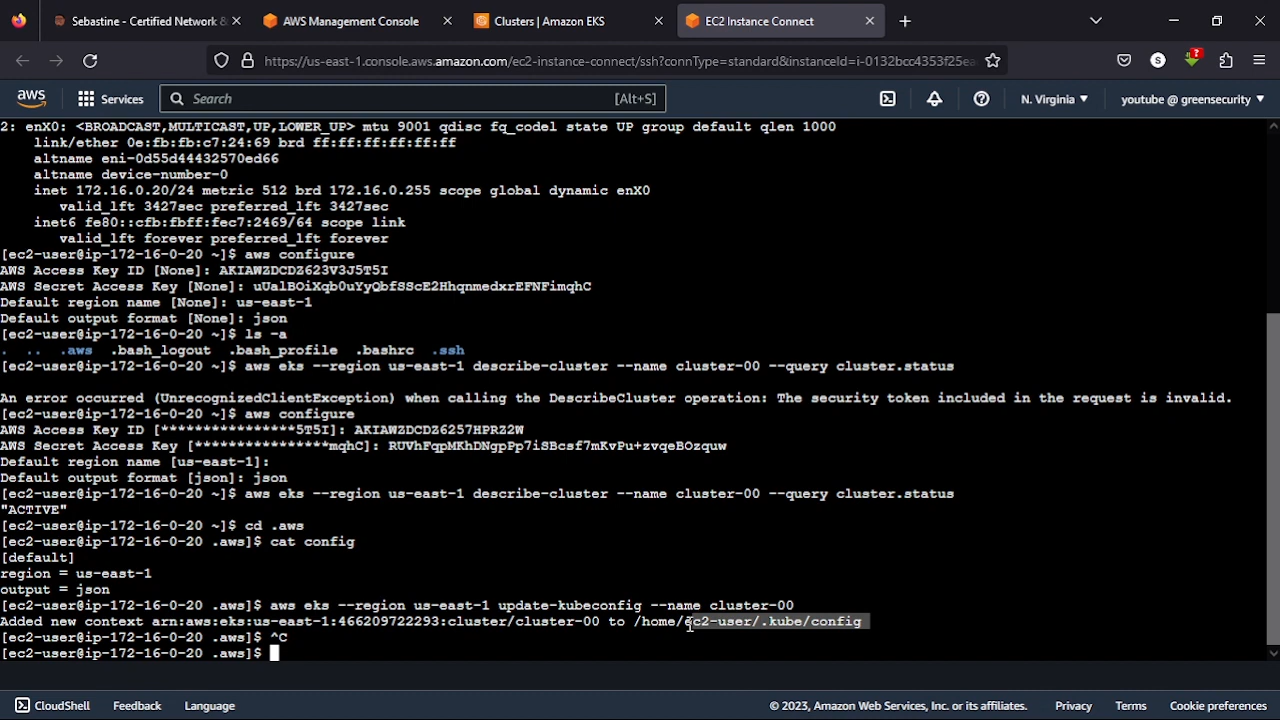 Sebastine - Certified Network &
AWS Management Console
Clusters | Amazon EKS
EC2 Instance Connect
https://us-east-1.console.aws.amazon.com/ec2-instance-connect/ssh?connType=standard&instanceId=i-0132bcc4353f25ea
S
?
aws
Services
Search
[Alt+S]
N. Virginia
youtube @ greensecurity
2: enX0: <BROADCAST,MULTICAST,UP,LOWER_UP> mtu 9001 qdisc fq_codel state UP group default qlen 1000
link/ether 0e:fb:fb:c7:24:69 brd ff:ff:ff:ff:ff:ff
altname eni-0d55d44432570ed66
altname device-number-0
inet 172.16.0.20/24 metric 512 brd 172.16.0.255 scope global dynamic enX0
valid_lft 3427sec preferred_lft 3427sec
inet6 fe80::cfb:fbff:fec7:2469/64 scope link
valid_lft forever preferred_lft forever
[ec2-user@ip-172-16-0-20 ~]$ aws configure
AWS Access Key ID [None]: AKIAWZDCDZ623V3J5T5I
AWS Secret Access Key [None]: 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
Default region name [None]: us-east-1
Default output format [None]: json
[ec2-user@ip-172-16-0-20 ~]$ ls -a
. .. .aws .bash_logout .bash_profile .bashrc .ssh
[ec2-user@ip-172-16-0-20 ~]$ aws eks --region us-east-1 describe-cluster --name cluster-00 --query cluster.status
An error occurred (UnrecognizedClientException) when calling the DescribeCluster operation: The security token included in the request is invalid.
[ec2-user@ip-172-16-0-20 ~]$ aws configure
AWS Access Key ID [****************5T5I]: AKIAWZDCDZ6257HPRZ2W
AWS Secret Access Key [****************mqhC]: 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
Default region name [us-east-1]:
Default output format [json]: json
[ec2-user@ip-172-16-0-20 ~]$ aws eks --region us-east-1 describe-cluster --name cluster-00 --query cluster.status
"ACTIVE"
[ec2-user@ip-172-16-0-20 ~]$ cd .aws
[ec2-user@ip-172-16-0-20 .aws]$ cat config
[default]
region = us-east-1
output = json
[ec2-user@ip-172-16-0-20 .aws]$ aws eks --region us-east-1 update-kubeconfig --name cluster-00
Added new context arn:aws:eks:us-east-1:466209722293:cluster/cluster-00 to /home/ec2-user/.kube/config
[ec2-user@ip-172-16-0-20 .aws]$ ^C
[ec2-user@ip-172-16-0-20 .aws]$
CloudShell
Feedback
Language
© 2023, Amazon Web Services, Inc. or its affiliates.
Privacy
Terms
Cookie preferences